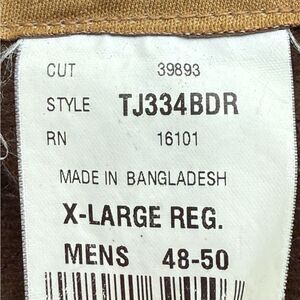 CUT 39893
STYLE TJ334BDR
RN 16101
MADE IN BANGLADESH
X-LARGE REG.
MENS 48-50